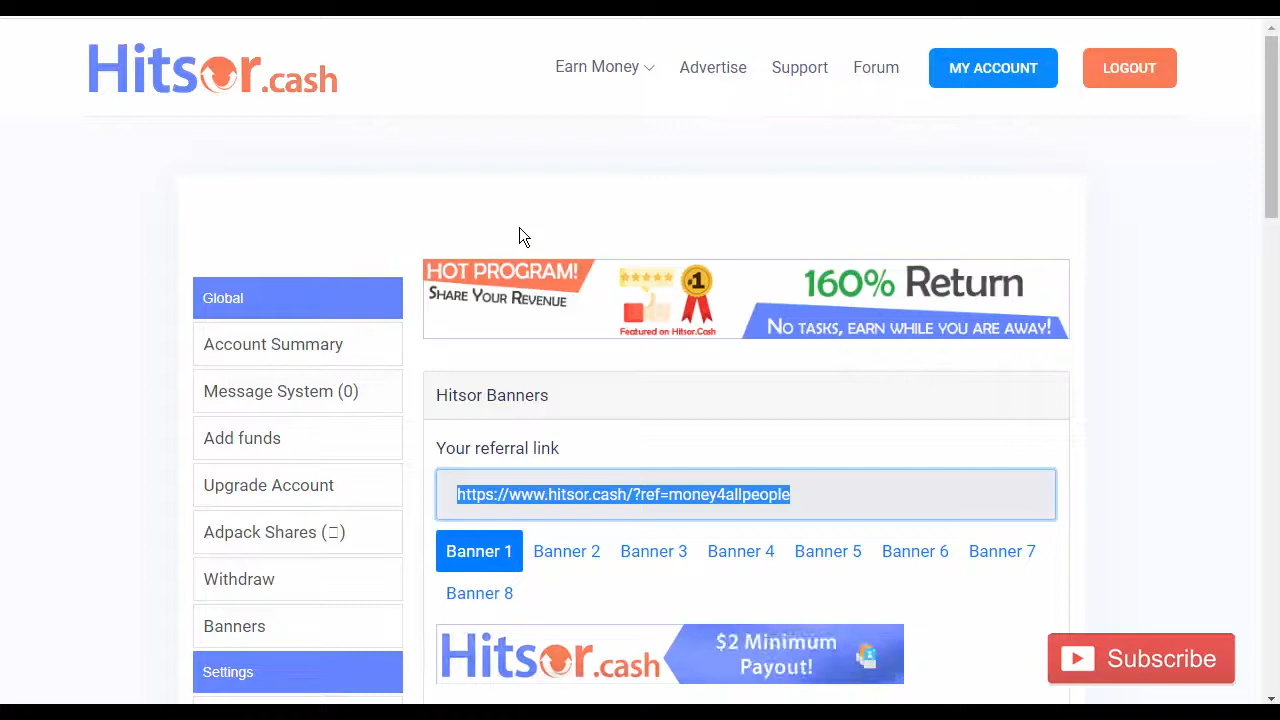 Hitsor.cash
Earn Money
Advertise
Support
Forum
MY ACCOUNT
LOGOUT
HOT PROGRAM!
SHARE YOUR REVENUE
#1
Featured on Hitsor.Cash
160% Return
NO TASKS, EARN WHILE YOU ARE AWAY!
Global
Account Summary
Message System (0)
Add funds
Upgrade Account
Adpack Shares (▯)
Withdraw
Banners
Settings
Hitsor Banners
Your referral link
https://www.hitsor.cash/?ref=money4allpeople
Banner 1 Banner 2 Banner 3 Banner 4 Banner 5 Banner 6 Banner 7
Banner 8
Hitsor.cash
$2 Minimum
Payout!
Subscribe